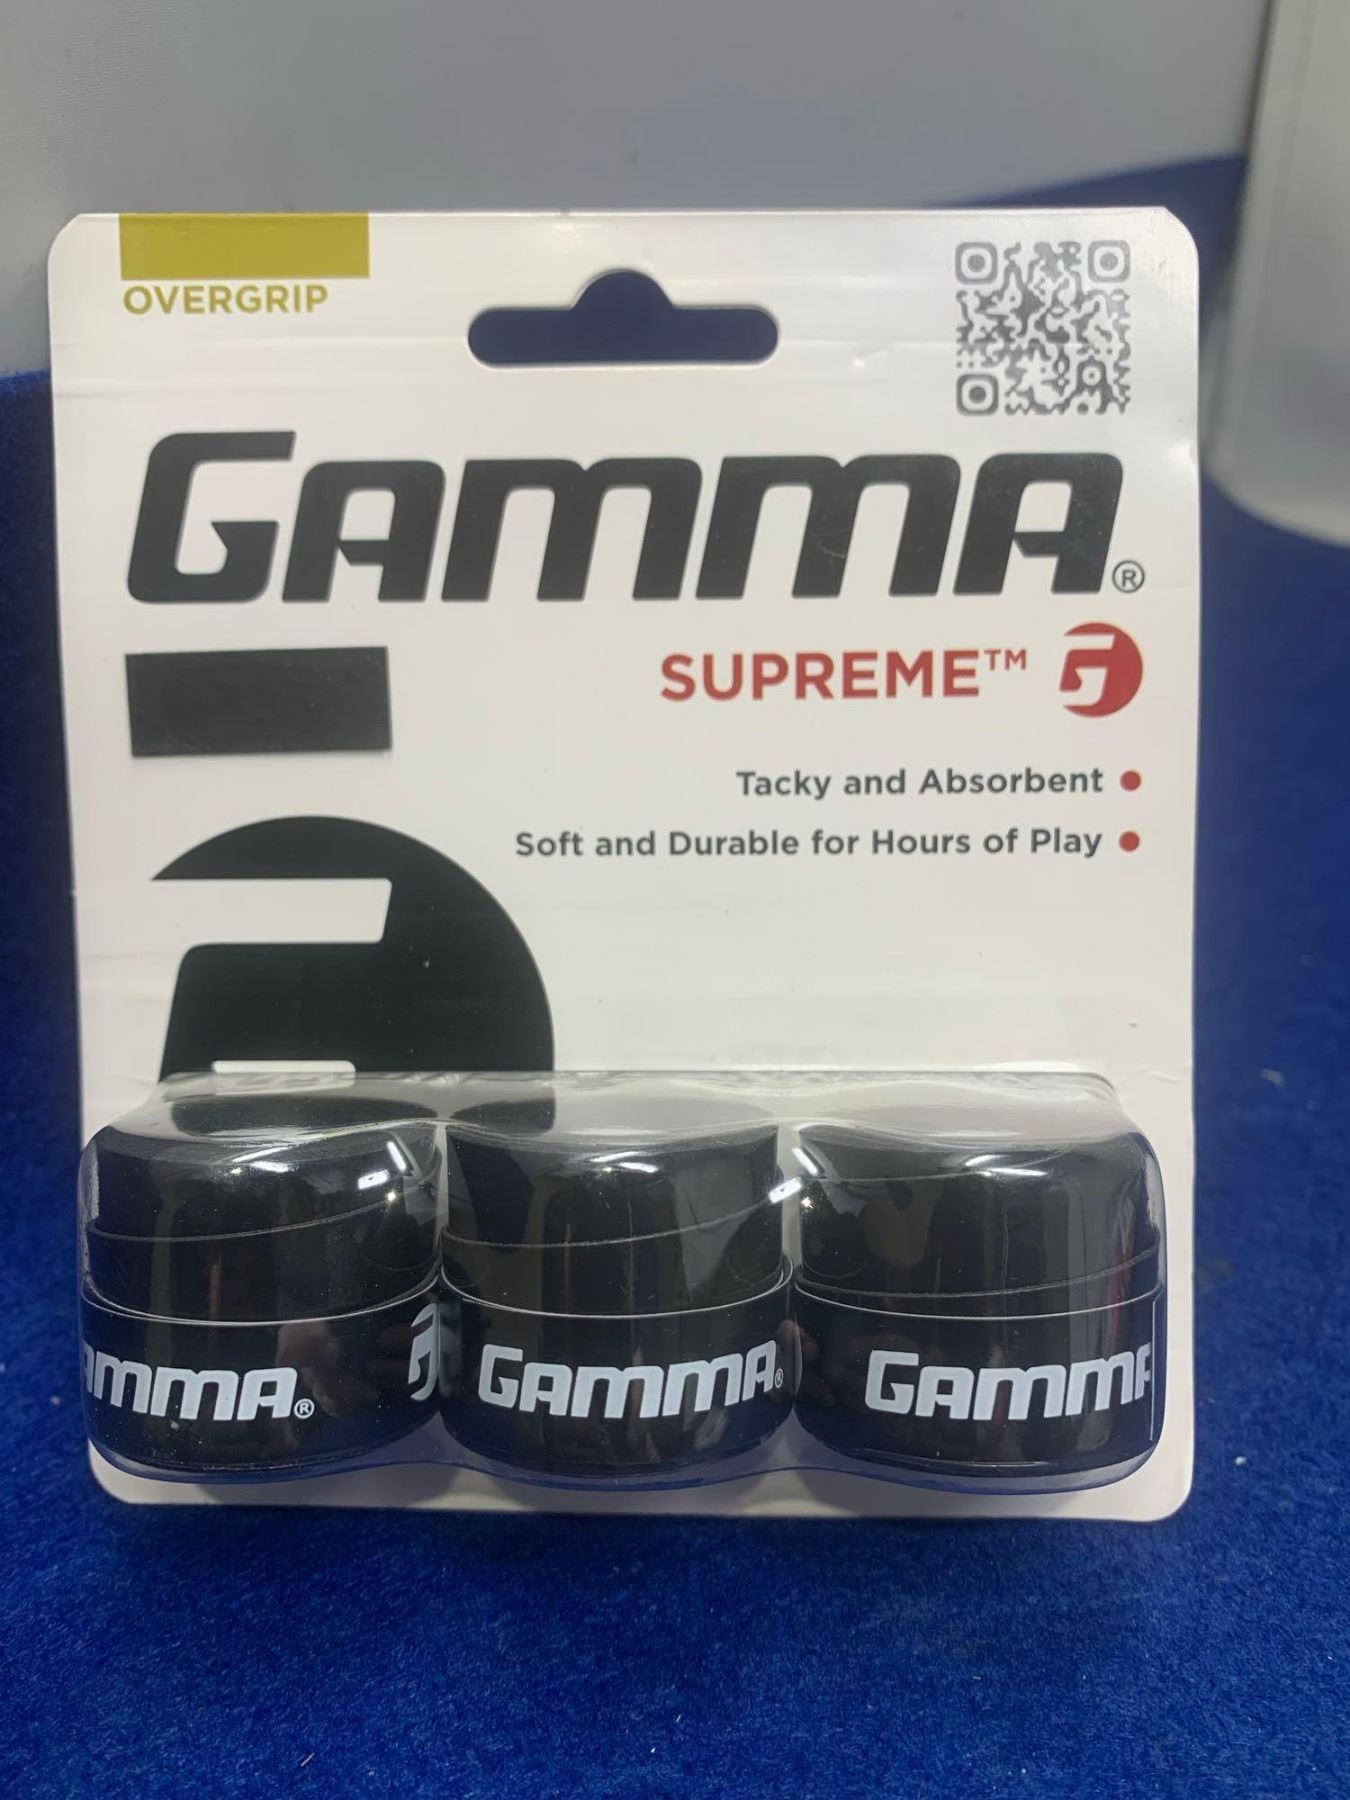 OVERGRIP
GAMMA®
SUPREME™
Tacky and Absorbent
Soft and Durable for Hours of Play
AMMA®
GAMMA®
GAMMA